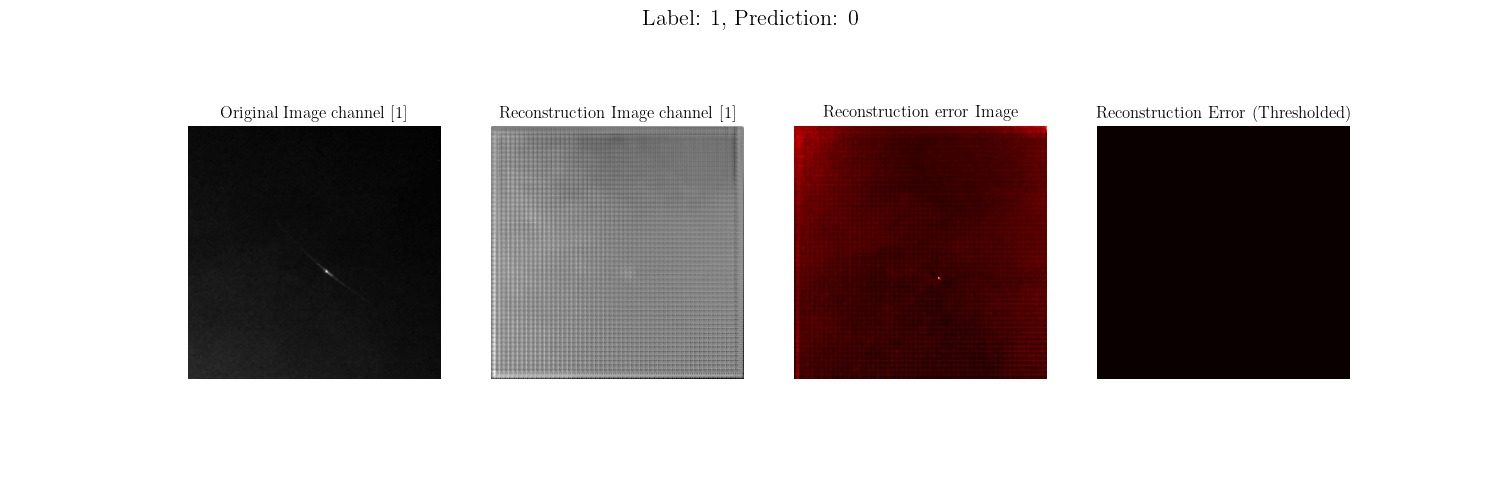 Label: 1, Prediction: 0
Original Image channel [1]
Reconstruction Image channel [1]
Reconstruction error Image
Reconstruction Error (Thresholded)